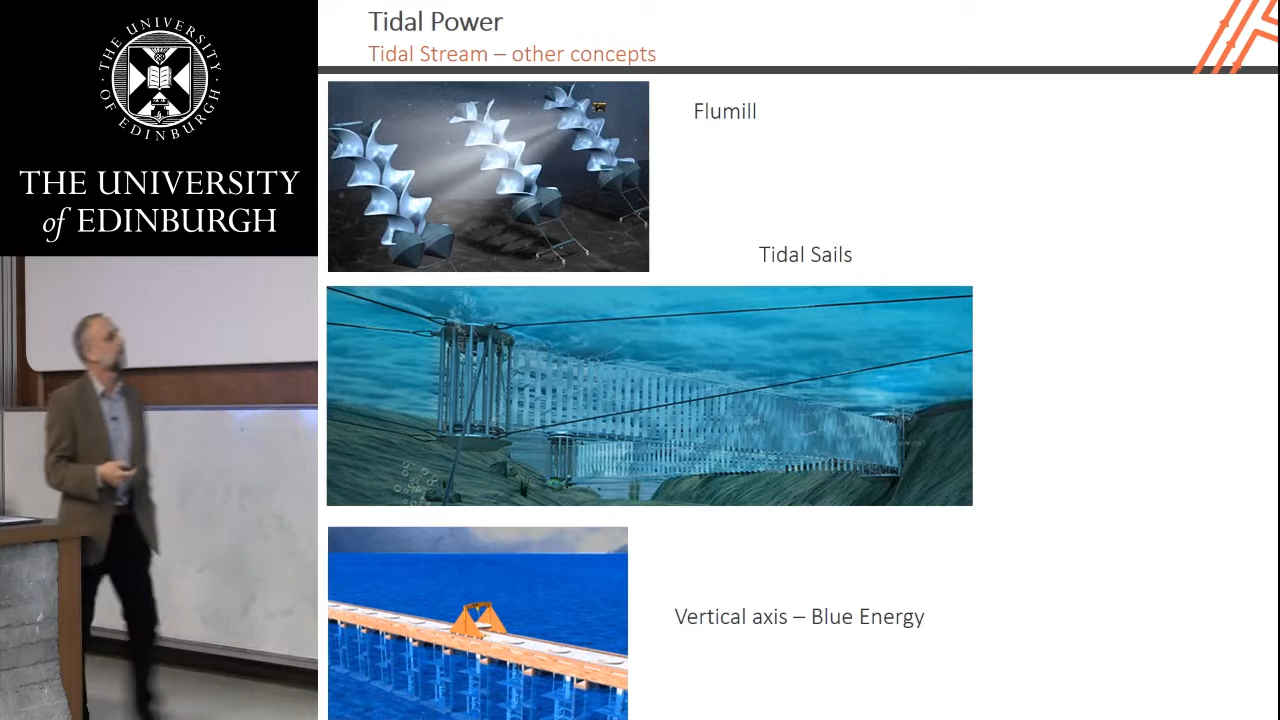 THE UNIVERSITY OF EDINBURGH
THE UNIVERSITY
of EDINBURGH
Tidal Power
Tidal Stream – other concepts
Flumill
Tidal Sails
Vertical axis – Blue Energy